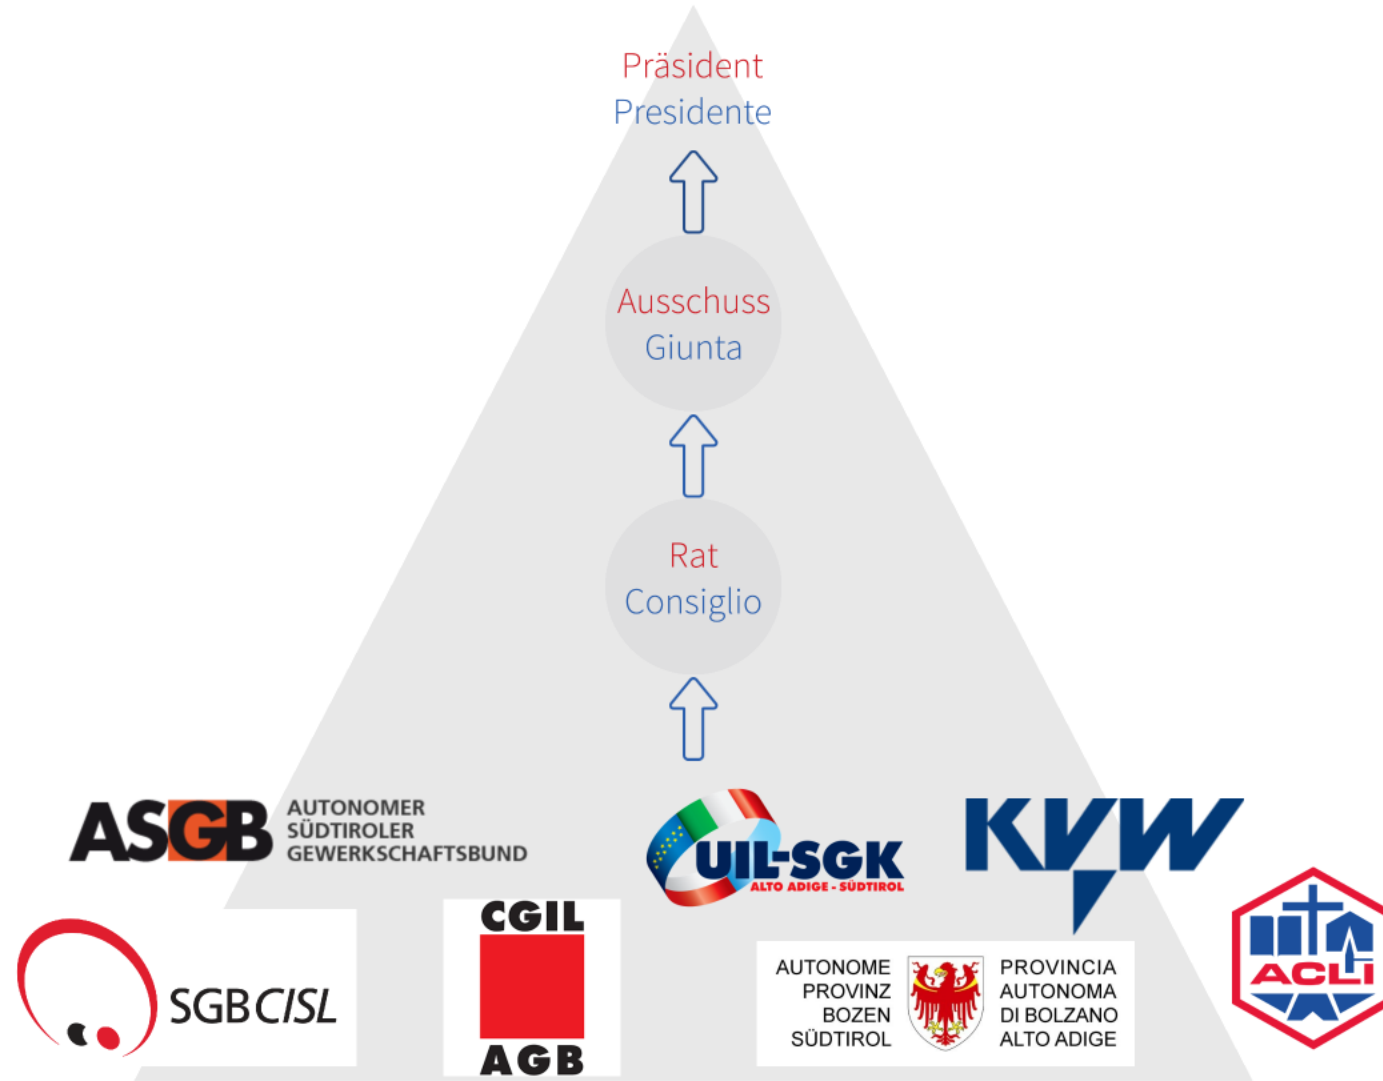 Präsident
Presidente
Ausschuss
Giunta
Rat
Consiglio
ASGB
AUTONOMER
SÜDTIROLER
GEWERKSCHAFTSBUND
UIL-SGK
ALTO ADIGE - SÜDTIROL
KVW
SGBCISL
CGIL
AGB
AUTONOME
PROVINZ
BOZEN
SÜDTIROL
PROVINCIA
AUTONOMA
DI BOLZANO
ALTO ADIGE
ACLI